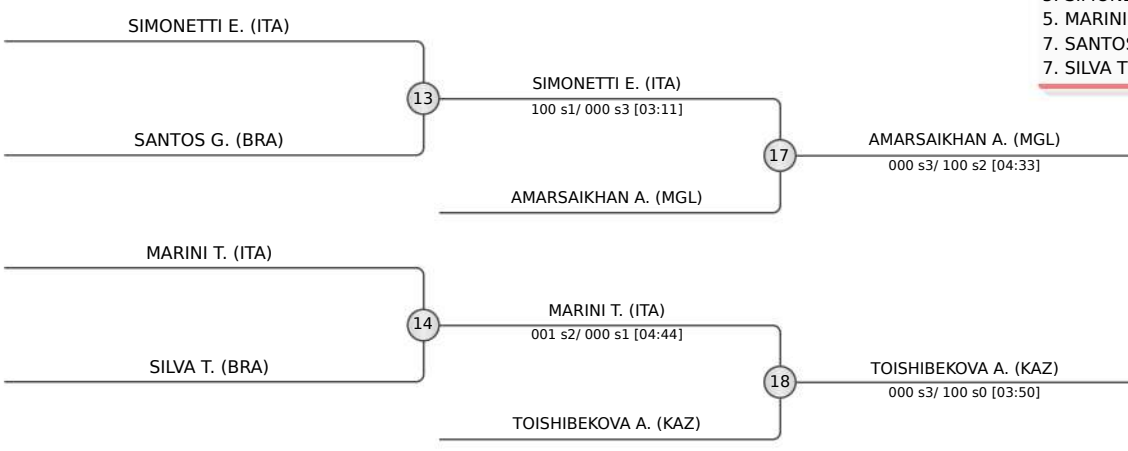 5. MARINI
7. SANTOS
7. SILVA T
SIMONETTI E. (ITA)
13
SANTOS G. (BRA)
SIMONETTI E. (ITA)
100 s1/ 000 s3 [03:11]
17
AMARSAIKHAN A. (MGL)
AMARSAIKHAN A. (MGL)
000 s3/ 100 s2 [04:33]
MARINI T. (ITA)
14
SILVA T. (BRA)
MARINI T. (ITA)
001 s2/ 000 s1 [04:44]
18
TOISHIBEKOVA A. (KAZ)
TOISHIBEKOVA A. (KAZ)
000 s3/ 100 s0 [03:50]